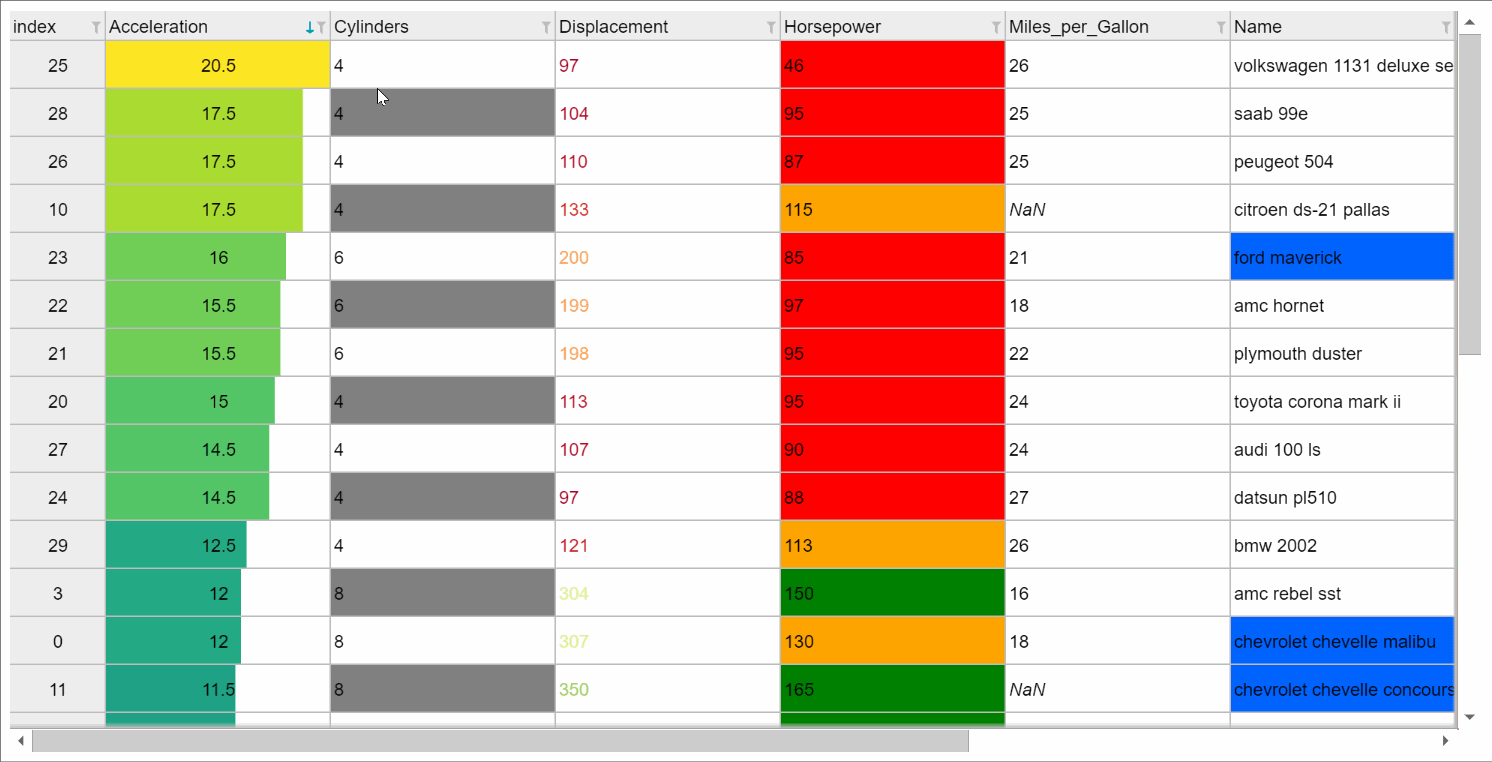 index Acceleration Cylinders Displacement Horsepower Miles_per_Gallon Name
25 20.5 4 97 46 26 volkswagen 1131 deluxe se
28 17.5 4 104 95 25 saab 99e
26 17.5 4 110 87 25 peugeot 504
10 17.5 4 133 115 NaN citroen ds-21 pallas
23 16 6 200 85 21 ford maverick
22 15.5 6 199 97 18 amc hornet
21 15.5 6 198 95 22 plymouth duster
20 15 4 113 95 24 toyota corona mark ii
27 14.5 4 107 90 24 audi 100 ls
24 14.5 4 97 88 27 datsun pl510
29 12.5 4 121 113 26 bmw 2002
3 12 8 304 150 16 amc rebel sst
0 12 8 307 130 18 chevrolet chevelle malibu
11 11.5 8 350 165 NaN chevrolet chevelle concours